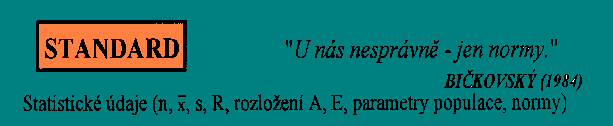 STANDARD
"U nás nesprávně - jen normy."
BIČKOVSKÝ (1984)
Statistické údaje (n, x̄, s, R, rozložení A, E, parametry populace, normy)